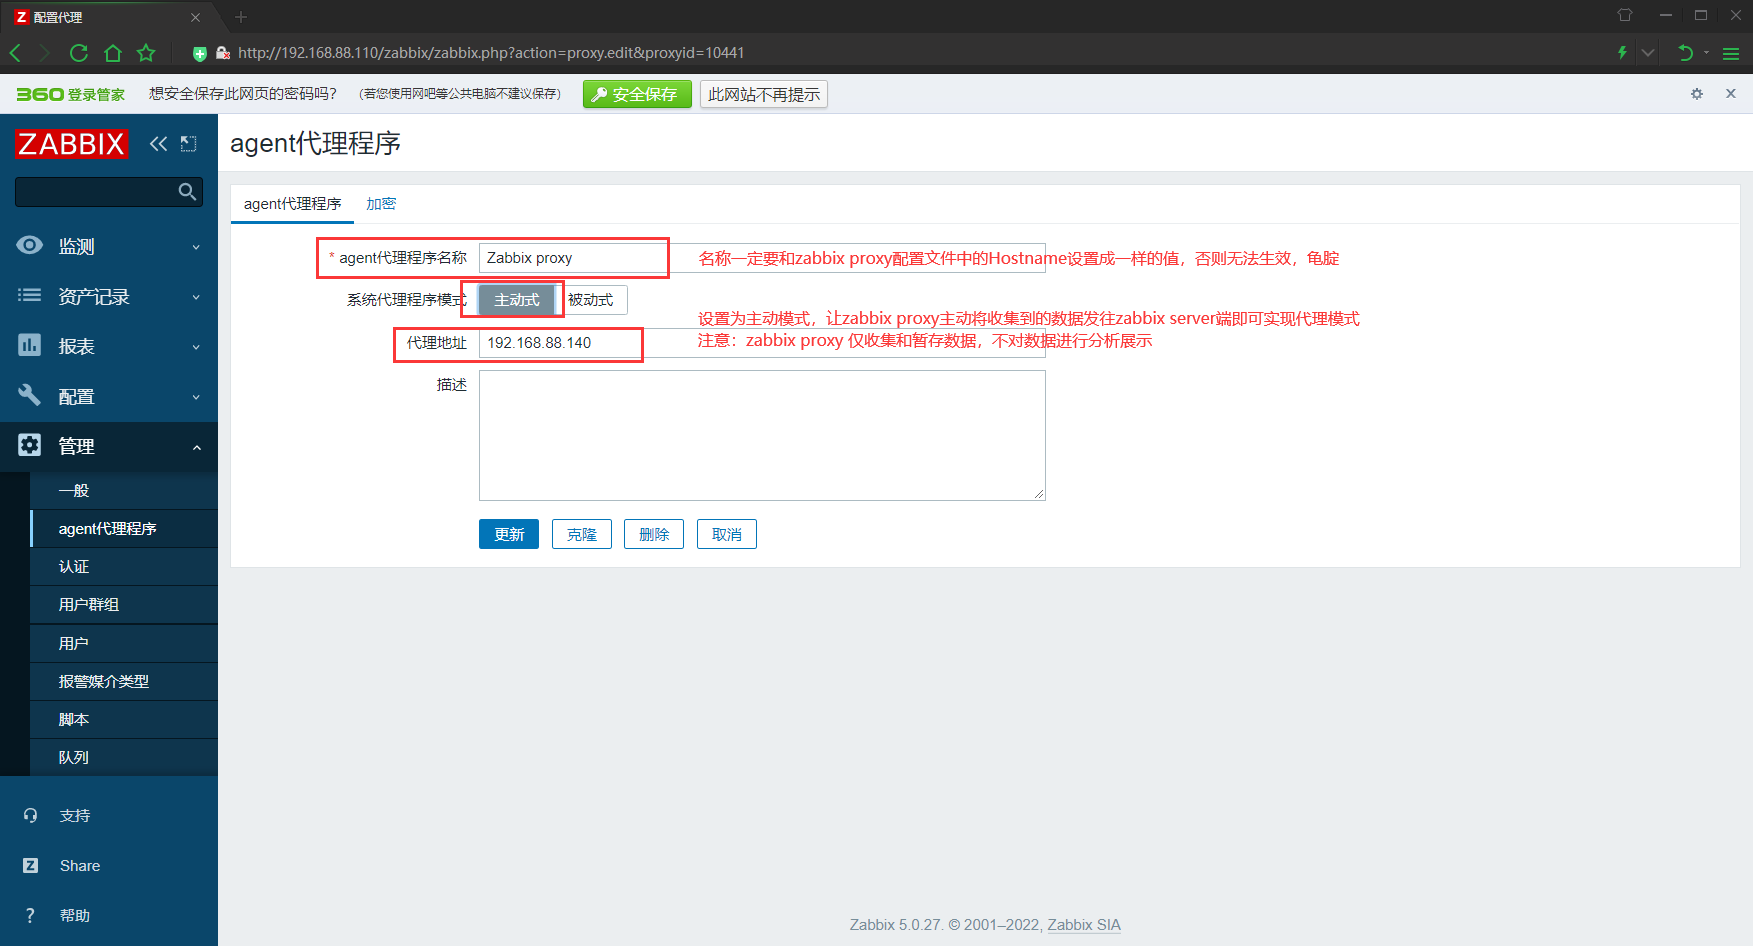 Z 配置代理
http://192.168.88.110/zabbix/zabbix.php?action=proxy.edit&proxyid=10441
360 登录管家 想安全保存此网页的密码吗? (若您使用网吧等公共电脑不建议保存) 安全保存 此网站不再提示
ZABBIX
agent代理程序
agent代理程序 加密
* agent代理程序名称 Zabbix proxy 名称一定要和zabbix proxy配置文件中的Hostname设置成一样的值，否则无法生效，龟腚
系统代理程序模式 主动式 被动式
设置为主动模式，让zabbix proxy主动将收集到的数据发往zabbix server端即可实现代理模式
代理地址 192.168.88.140 注意：zabbix proxy 仅收集和暂存数据，不对数据进行分析展示
描述
更新 克隆 删除 取消
监测
资产记录
报表
配置
管理
一般
agent代理程序
认证
用户群组
用户
报警媒介类型
脚本
队列
支持
Z Share
? 帮助
Zabbix 5.0.27. © 2001–2022, Zabbix SIA